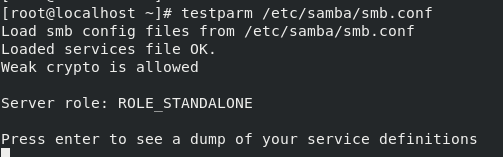 [root@localhost ~]# testparm /etc/samba/smb.conf
Load smb config files from /etc/samba/smb.conf
Loaded services file OK.
Weak crypto is allowed
Server role: ROLE_STANDALONE
Press enter to see a dump of your service definitions